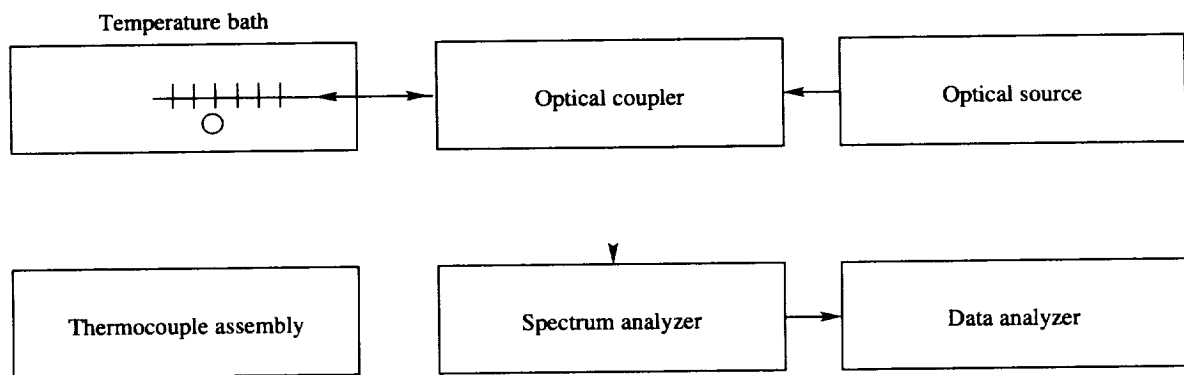 Temperature bath
Optical coupler
Optical source
Thermocouple assembly
Spectrum analyzer
Data analyzer